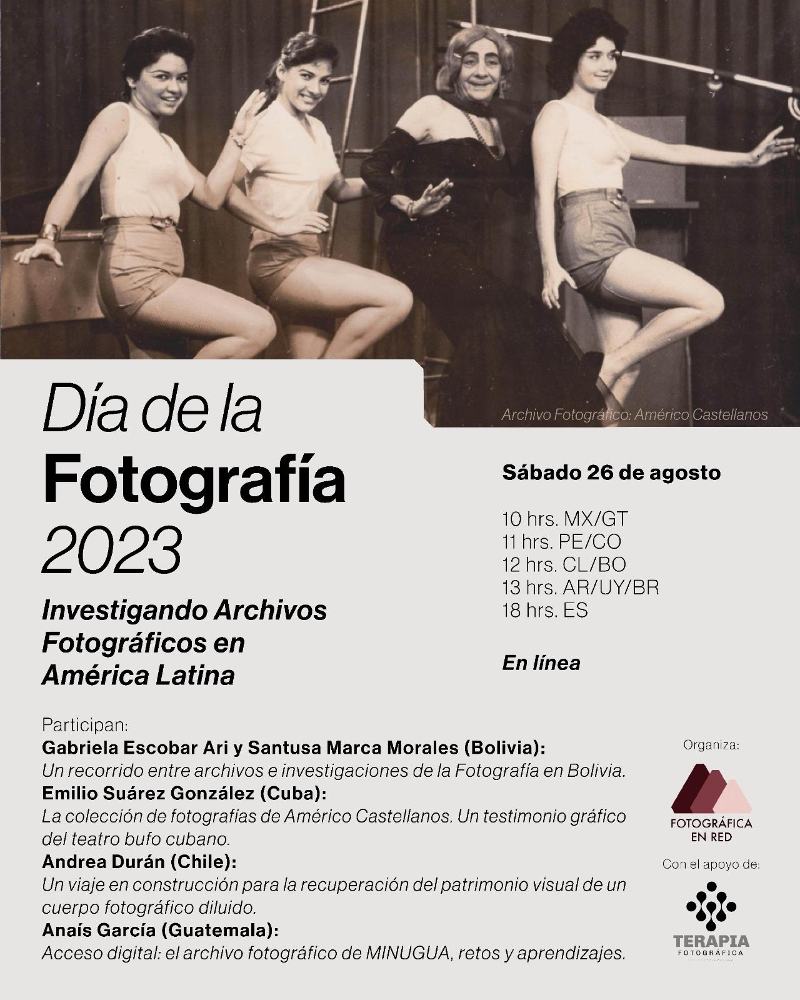 Archivo Fotográfico: Américo Castellanos
Día de la
Fotografía
2023
Investigando Archivos
Fotográficos en
América Latina
Sábado 26 de agosto
10 hrs. MX/GT
11 hrs. PE/CO
12 hrs. CL/BO
13 hrs. AR/UY/BR
18 hrs. ES
En línea
Participan:
Gabriela Escobar Ari y Santusa Marca Morales (Bolivia):
Un recorrido entre archivos e investigaciones de la Fotografía en Bolivia.
Emilio Suárez González (Cuba):
La colección de fotografías de Américo Castellanos. Un testimonio gráfico
del teatro bufo cubano.
Andrea Durán (Chile):
Un viaje en construcción para la recuperación del patrimonio visual de un
cuerpo fotográfico diluido.
Anaís García (Guatemala):
Acceso digital: el archivo fotográfico de MINUGUA, retos y aprendizajes.
Organiza:
FOTOGRÁFICA
EN RED
Con el apoyo de:
TERAPIA
FOTOGRÁFICA